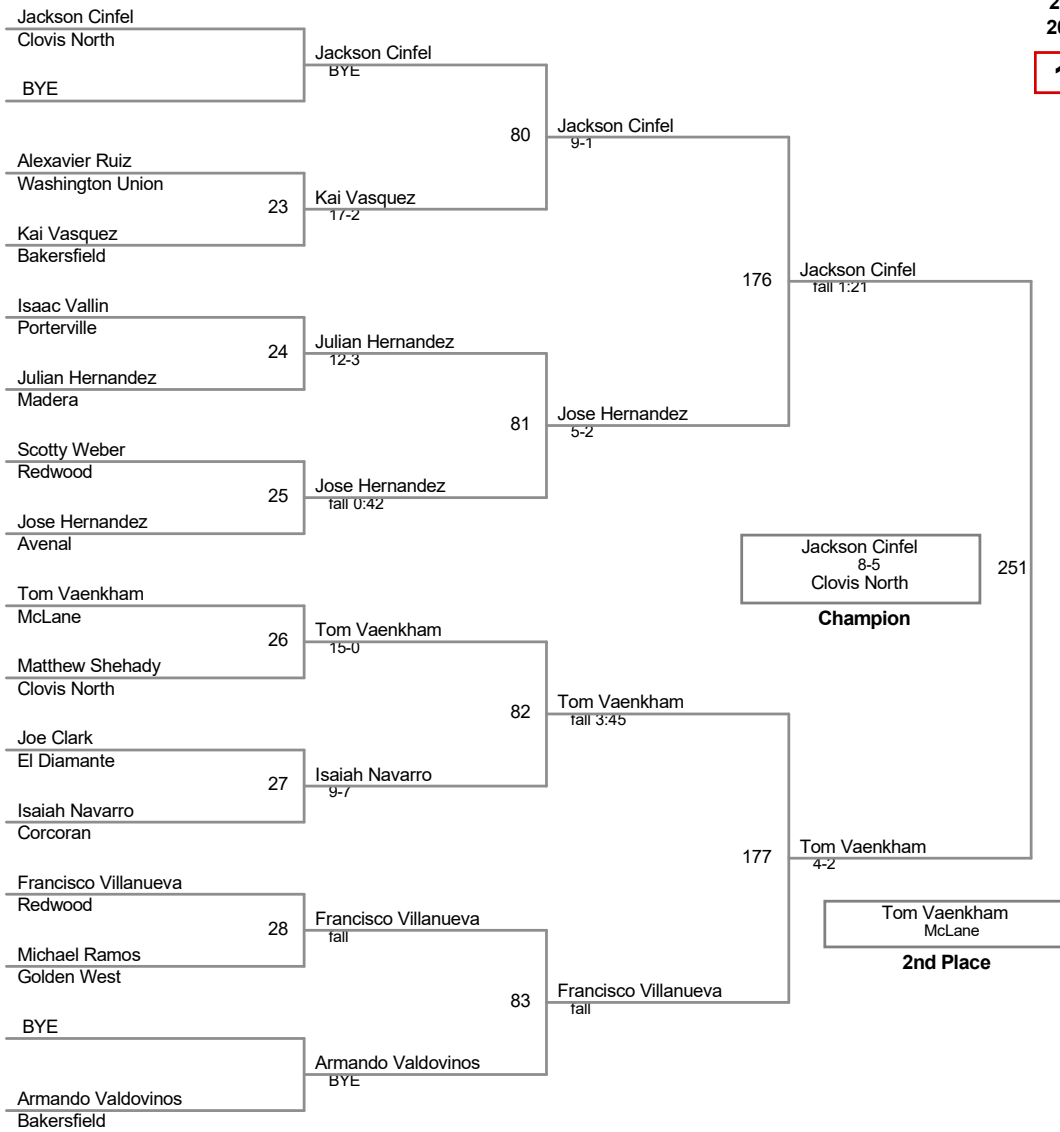 Jackson Cinfel
Clovis North
BYE
Alexavier Ruiz
Washington Union
Kai Vasquez
Bakersfield
Isaac Vallin
Porterville
Julian Hernandez
Madera
Scotty Weber
Redwood
Jose Hernandez
Avenal
Tom Vaenkham
McLane
Matthew Shehady
Clovis North
Joe Clark
El Diamante
Isaiah Navarro
Corcoran
Francisco Villanueva
Redwood
Michael Ramos
Golden West
BYE
Armando Valdovinos
Bakersfield
Jackson Cinfel
BYE
23
Kai Vasquez
17-2
24
Julian Hernandez
12-3
25
Jose Hernandez
fall 0:42
26
Tom Vaenkham
15-0
27
Isaiah Navarro
9-7
28
Francisco Villanueva
fall
Armando Valdovinos
BYE
80
Jackson Cinfel
9-1
81
Jose Hernandez
5-2
82
Tom Vaenkham
fall 3:45
83
Francisco Villanueva
fall
176
Jackson Cinfel
fall 1:21
177
Tom Vaenkham
4-2
251
Jackson Cinfel
8-5
Clovis North
Champion
Tom Vaenkham
McLane
2nd Place